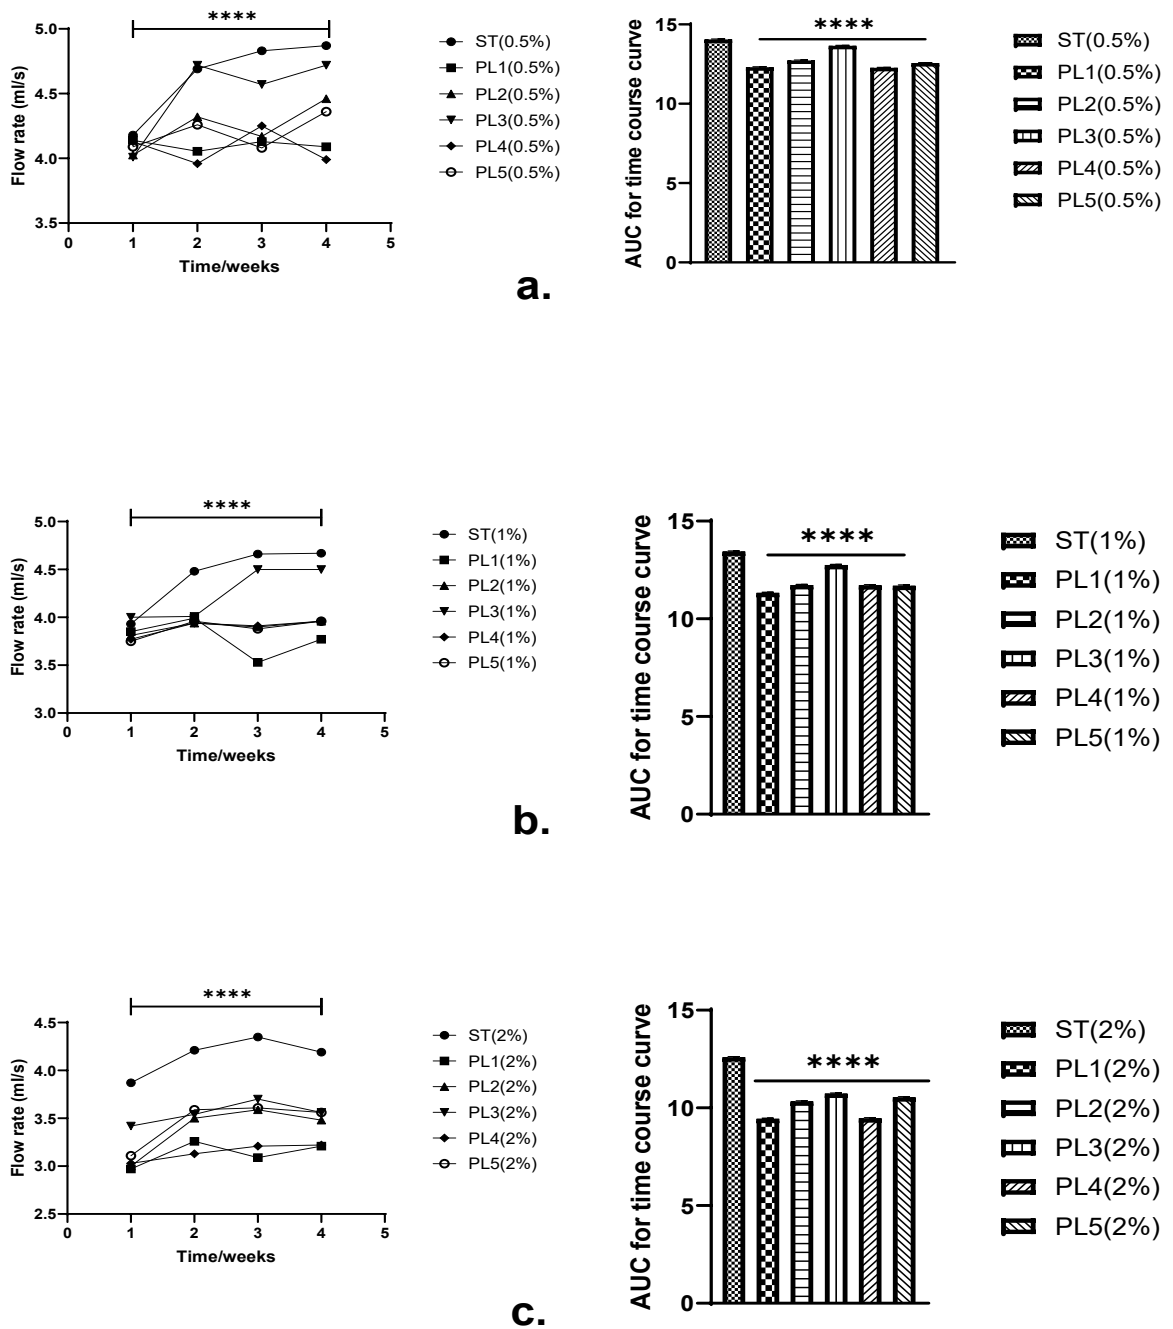 ****
5.0
4.5
4.0
3.5
0 1 2 3 4 5
Flow rate (ml/s)
Time/weeks
ST(0.5%)
PL1(0.5%)
PL2(0.5%)
PL3(0.5%)
PL4(0.5%)
PL5(0.5%)
****
15
10
5
0
AUC for time course curve
ST(0.5%)
PL1(0.5%)
PL2(0.5%)
PL3(0.5%)
PL4(0.5%)
PL5(0.5%)
a.
****
5.0
4.5
4.0
3.5
3.0
0 1 2 3 4 5
Flow rate (ml/s)
Time/weeks
ST(1%)
PL1(1%)
PL2(1%)
PL3(1%)
PL4(1%)
PL5(1%)
****
15
10
5
0
AUC for time course curve
ST(1%)
PL1(1%)
PL2(1%)
PL3(1%)
PL4(1%)
PL5(1%)
b.
****
4.5
4.0
3.5
3.0
2.5
0 1 2 3 4 5
Flow rate (ml/s)
Time/weeks
ST(2%)
PL1(2%)
PL2(2%)
PL3(2%)
PL4(2%)
PL5(2%)
****
15
10
5
0
AUC for time course curve
ST(2%)
PL1(2%)
PL2(2%)
PL3(2%)
PL4(2%)
PL5(2%)
c.